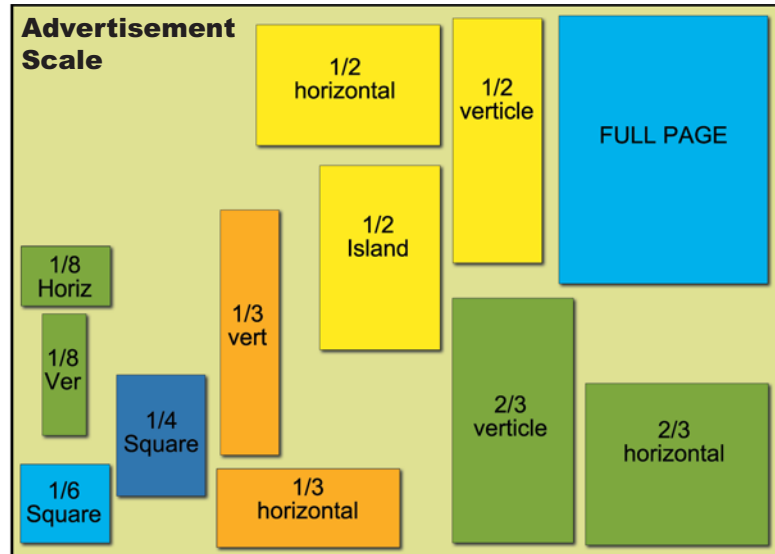 Advertisement
Scale
1/2
horizontal
1/2
verticle
FULL PAGE
1/2
Island
1/8
Horiz
1/3
vert
1/8
Ver
1/4
Square
2/3
verticle
2/3
horizontal
1/6
Square
1/3
horizontal